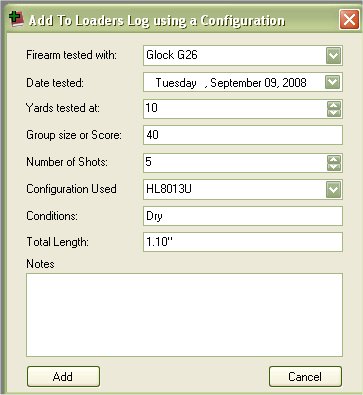 Add To Loaders Log using a Configuration
Firearm tested with: Glock G26
Date tested: Tuesday , September 09, 2008
Yards tested at: 10
Group size or Score: 40
Number of Shots: 5
Configuration Used HL8013U
Conditions: Dry
Total Length: 1.10"
Notes
Add Cancel